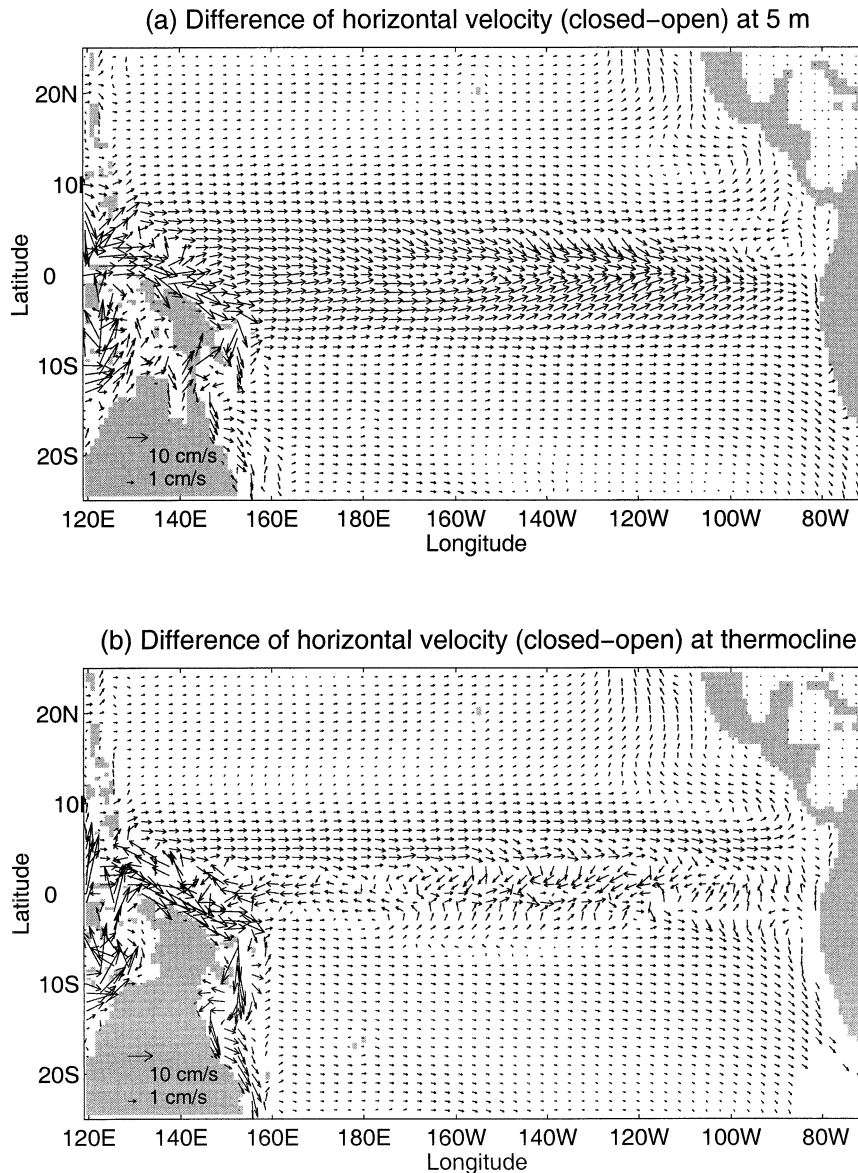 (a) Difference of horizontal velocity (closed–open) at 5 m
20N
10N
0
10S
20S
Latitude
10 cm/s
1 cm/s
120E 140E 160E 180E 160W 140W 120W 100W 80W
Longitude
(b) Difference of horizontal velocity (closed–open) at thermocline
20N
10N
0
10S
20S
Latitude
10 cm/s
1 cm/s
120E 140E 160E 180E 160W 140W 120W 100W 80W
Longitude